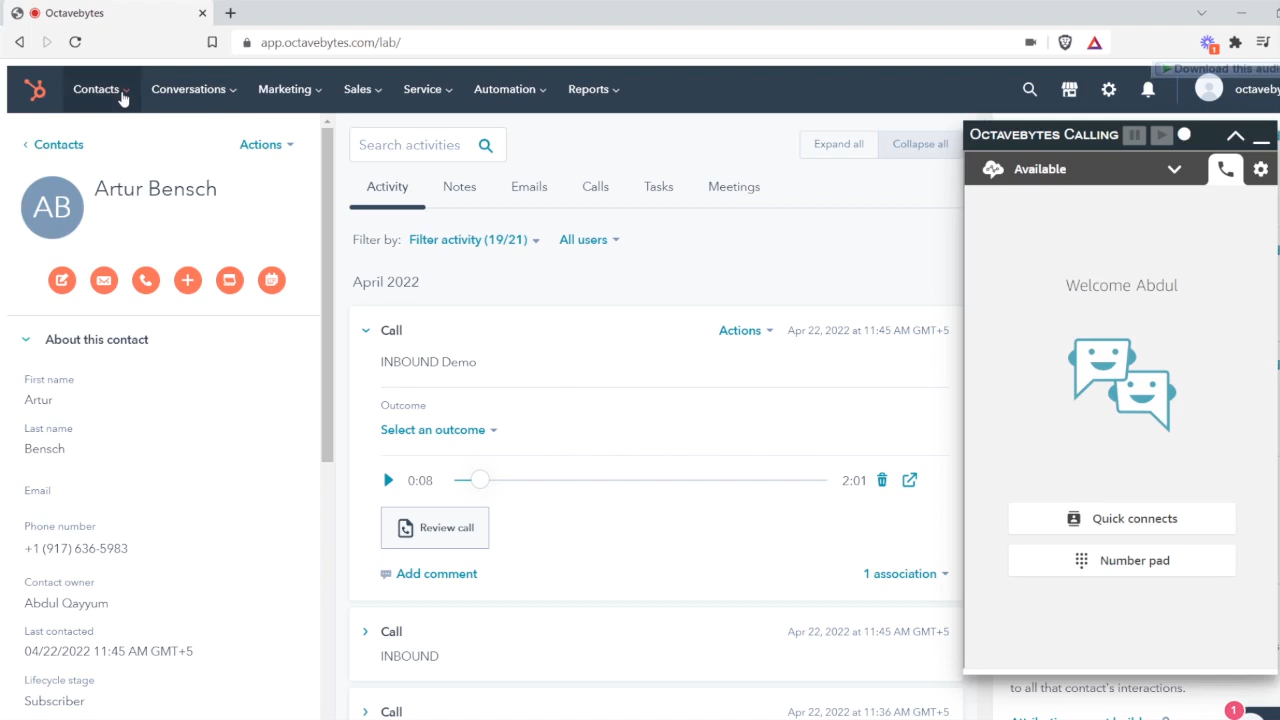 Octavebytes
app.octavebytes.com/lab/
1
Download this audi
Contacts
Conversations
Marketing
Sales
Service
Automation
Reports
octaveby
Contacts
Actions
AB
Artur Bensch
About this contact
First name
Artur
Last name
Bensch
Email
Phone number
+1 (917) 636-5983
Contact owner
Abdul Qayyum
Last contacted
04/22/2022 11:45 AM GMT+5
Lifecycle stage
Subscriber
Search activities
Expand all
Collapse all
Activity
Notes
Emails
Calls
Tasks
Meetings
Filter by:
Filter activity (19/21)
All users
April 2022
Call
Actions
Apr 22, 2022 at 11:45 AM GMT+5
INBOUND Demo
Outcome
Select an outcome
0:08
2:01
Review call
Add comment
1 association
Call
Apr 22, 2022 at 11:45 AM GMT+5
INBOUND
Call
Apr 22, 2022 at 11:36 AM GMT+5
OCTAVEBYTES CALLING
Available
Welcome Abdul
Quick connects
Number pad
to all that contact's interactions.
1